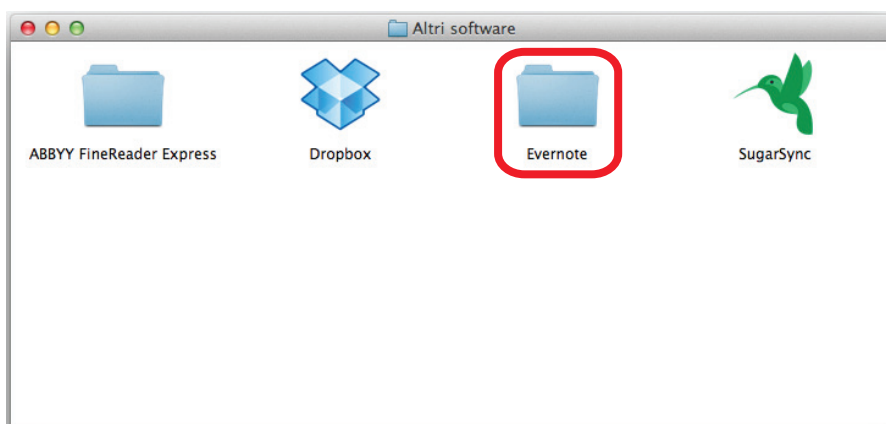 Altri software
ABBYY FineReader Express Dropbox Evernote SugarSync